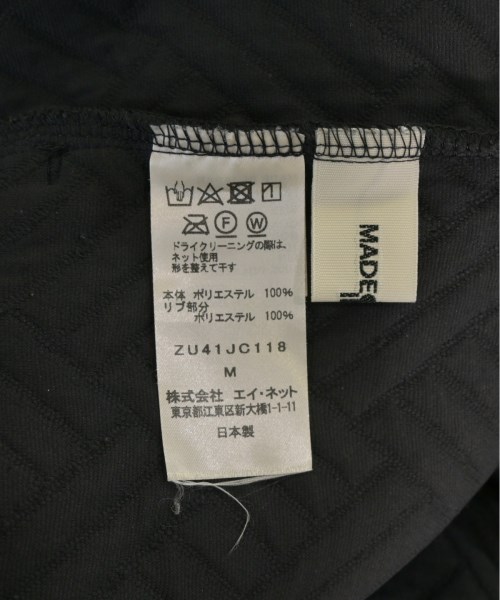 F W
ドライクリーニングの際は、
ネット使用
形を整えて干す
本体 ポリエステル 100%
リブ部分
ポリエステル 100%
ZU41JC118
M
株式会社 エイ・ネット
東京都江東区新大橋1-1-11
日本製
MADE